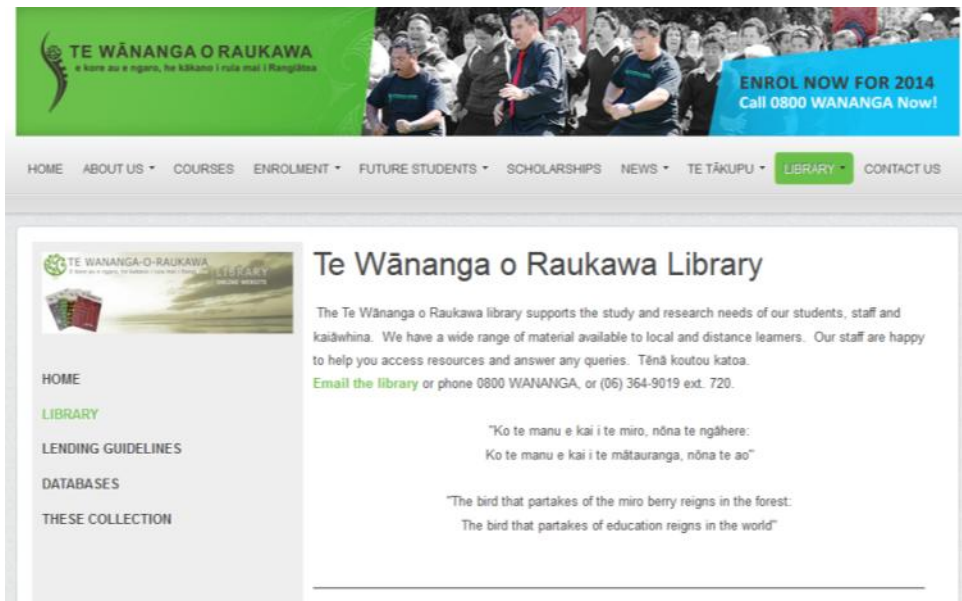 TE WĀNANGA O RAUKAWA
e kore au e ngaro, he kākano i ruia mai i Rangiātea
ENROL NOW FOR 2014
Call 0800 WANANGA Now!
HOME ABOUT US COURSES ENROLMENT FUTURE STUDENTS SCHOLARSHIPS NEWS TE TĀKUPU LIBRARY CONTACT US
TE WANANGA-O-RAUKAWA
LIBRARY
ONLINE WEBSITE
HOME
LIBRARY
LENDING GUIDELINES
DATABASES
THESE COLLECTION
Te Wānanga o Raukawa Library
The Te Wānanga o Raukawa library supports the study and research needs of our students, staff and
kaiāwhina. We have a wide range of material available to local and distance learners. Our staff are happy
to help you access resources and answer any queries. Tēnā koutou katoa.
Email the library or phone 0800 WANANGA, or (06) 364-9019 ext. 720.
"Ko te manu e kai i te miro, nōna te ngāhere:
Ko te manu e kai i te mātauranga, nōna te ao"
"The bird that partakes of the miro berry reigns in the forest:
The bird that partakes of education reigns in the world"